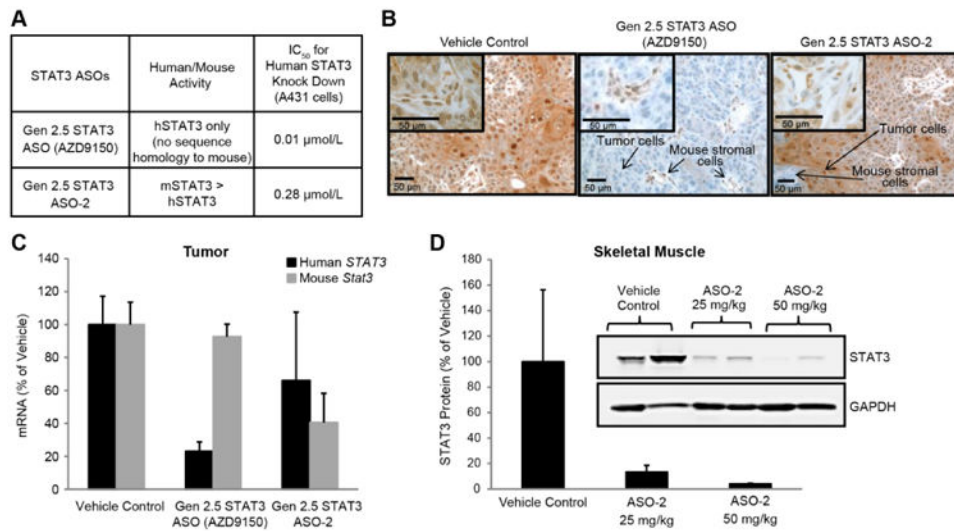 A
STAT3 ASOs
Human/Mouse
Activity
IC50 for
Human STAT3
Knock Down
(A431 cells)
Gen 2.5 STAT3
ASO (AZD9150)
hSTAT3 only
(no sequence
homology to mouse)
0.01 µmol/L
Gen 2.5 STAT3
ASO-2
mSTAT3 >
hSTAT3
0.28 µmol/L
B
Vehicle Control
Gen 2.5 STAT3 ASO
(AZD9150)
Gen 2.5 STAT3 ASO-2
50 µm
50 µm
50 µm
Tumor cells
Mouse stromal
cells
50 µm
50 µm
Tumor cells
Mouse stromal
cells
50 µm
C
Tumor
Human STAT3
Mouse Stat3
mRNA (% of Vehicle)
140
120
100
80
60
40
20
0
Vehicle Control
Gen 2.5 STAT3
ASO (AZD9150)
Gen 2.5 STAT3
ASO-2
D
Skeletal Muscle
STAT3 Protein (% of Vehicle)
180
160
140
120
100
80
60
40
20
0
Vehicle
Control
ASO-2
25 mg/kg
ASO-2
50 mg/kg
STAT3
GAPDH
Vehicle Control
ASO-2
25 mg/kg
ASO-2
50 mg/kg